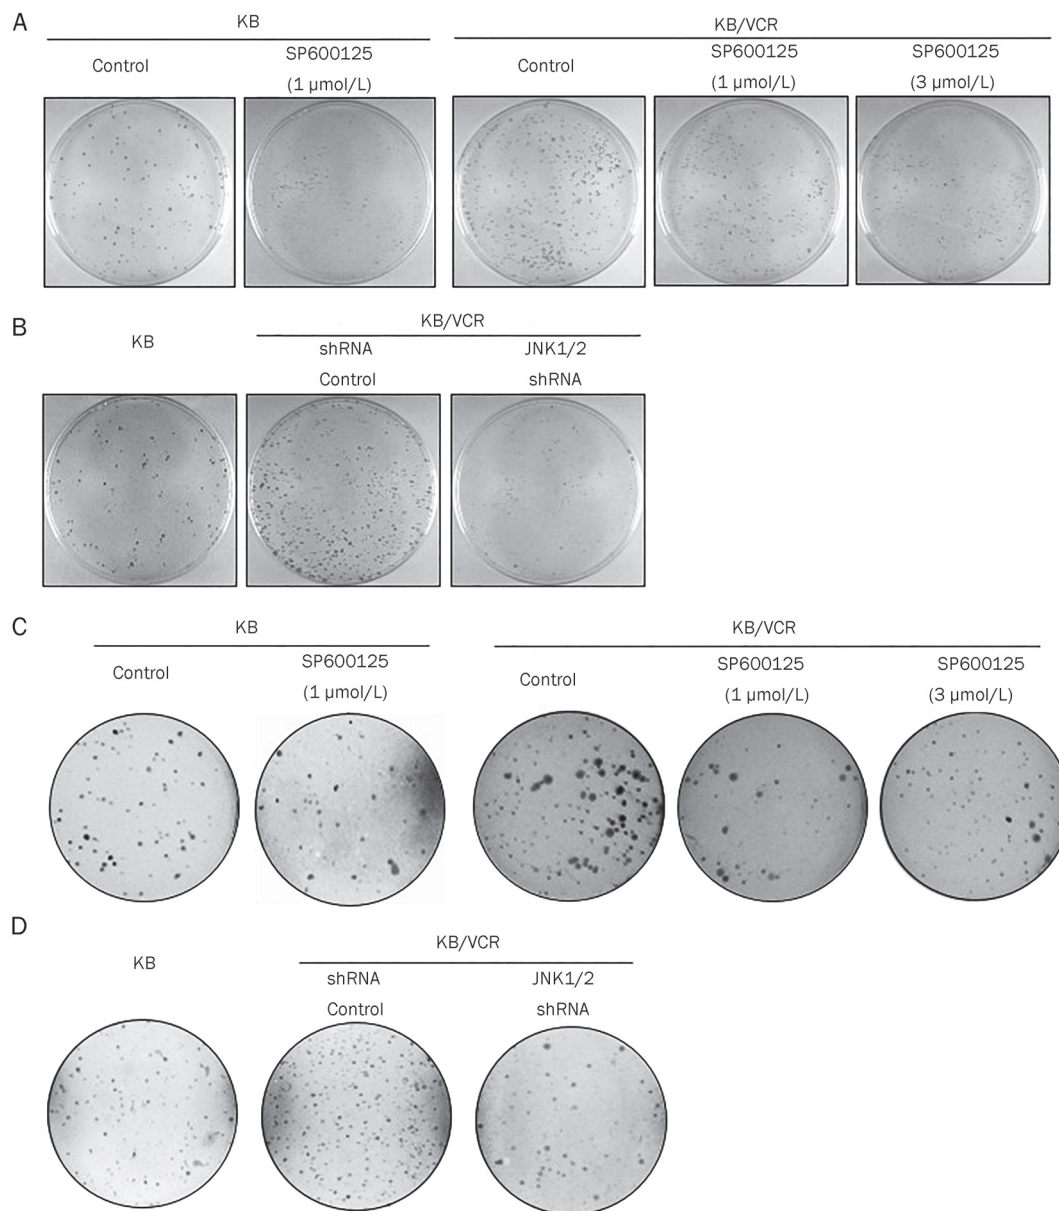 A
KB
KB/VCR
Control
SP600125
(1 μmol/L)
Control
SP600125
(1 μmol/L)
SP600125
(3 μmol/L)
B
KB
KB/VCR
shRNA
Control
JNK1/2
shRNA
C
KB
KB/VCR
Control
SP600125
(1 μmol/L)
Control
SP600125
(1 μmol/L)
SP600125
(3 μmol/L)
D
KB
KB/VCR
shRNA
Control
JNK1/2
shRNA